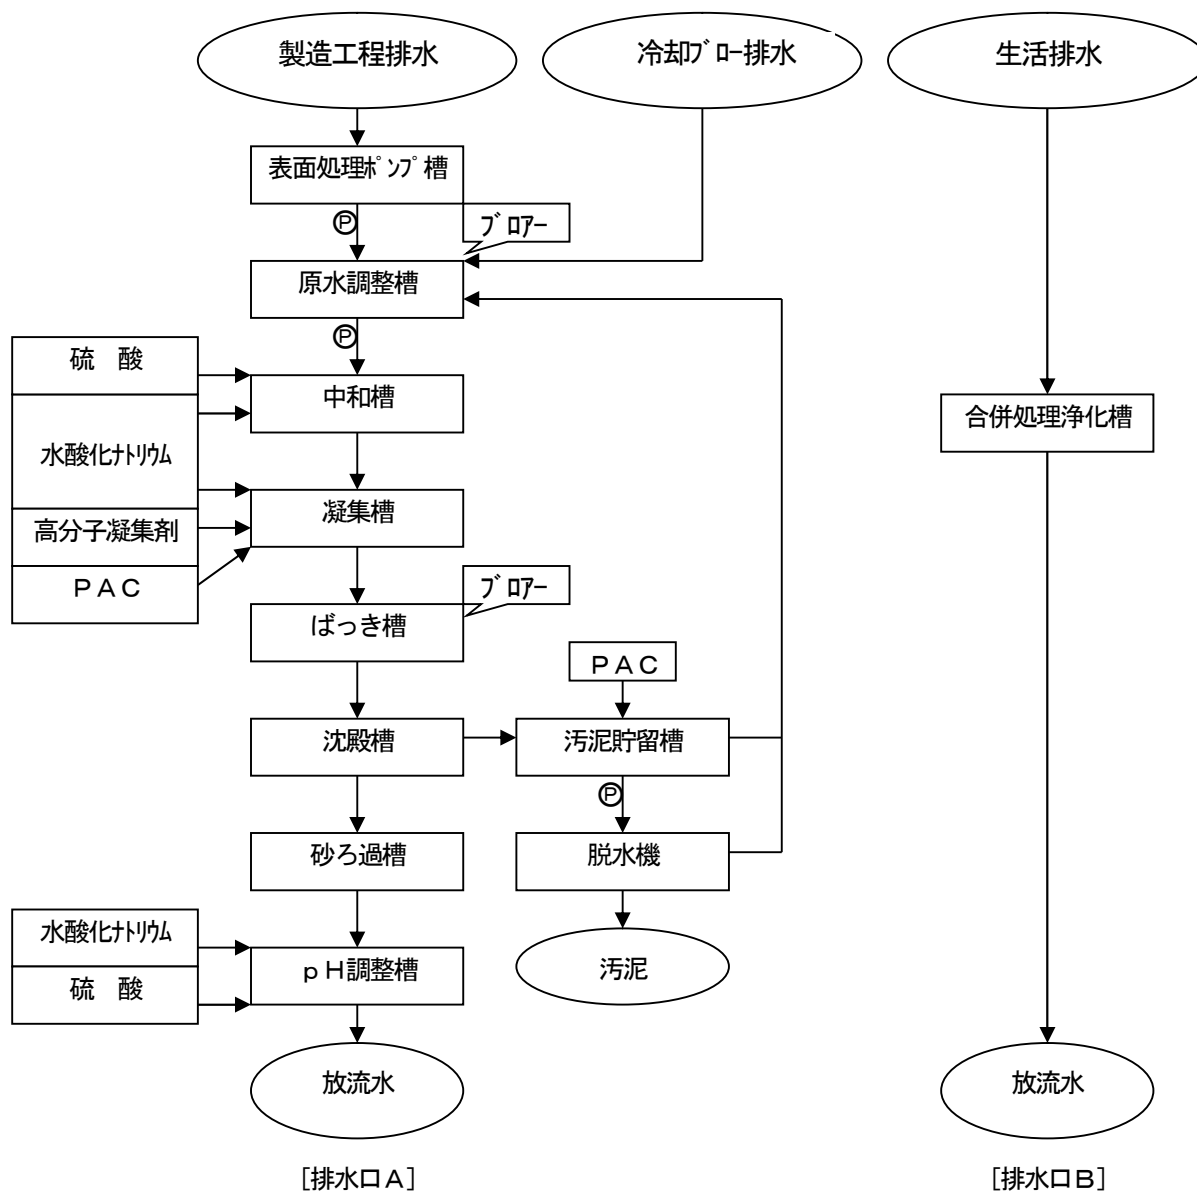 製造工程排水
冷却ﾌﾞﾛｰ排水
生活排水
表面処理ﾎﾟﾝﾌﾟ槽
Ⓟ
ﾌﾞﾛｱｰ
原水調整槽
Ⓟ
硫　酸
中和槽
合併処理浄化槽
水酸化ﾅﾄﾘｳﾑ
凝集槽
高分子凝集剤
ＰＡＣ
ﾌﾞﾛｱｰ
ばっき槽
ＰＡＣ
沈殿槽
汚泥貯留槽
Ⓟ
砂ろ過槽
脱水機
水酸化ﾅﾄﾘｳﾑ
ｐＨ調整槽
汚泥
硫　酸
放流水
放流水
［排水口Ａ］
［排水口Ｂ］